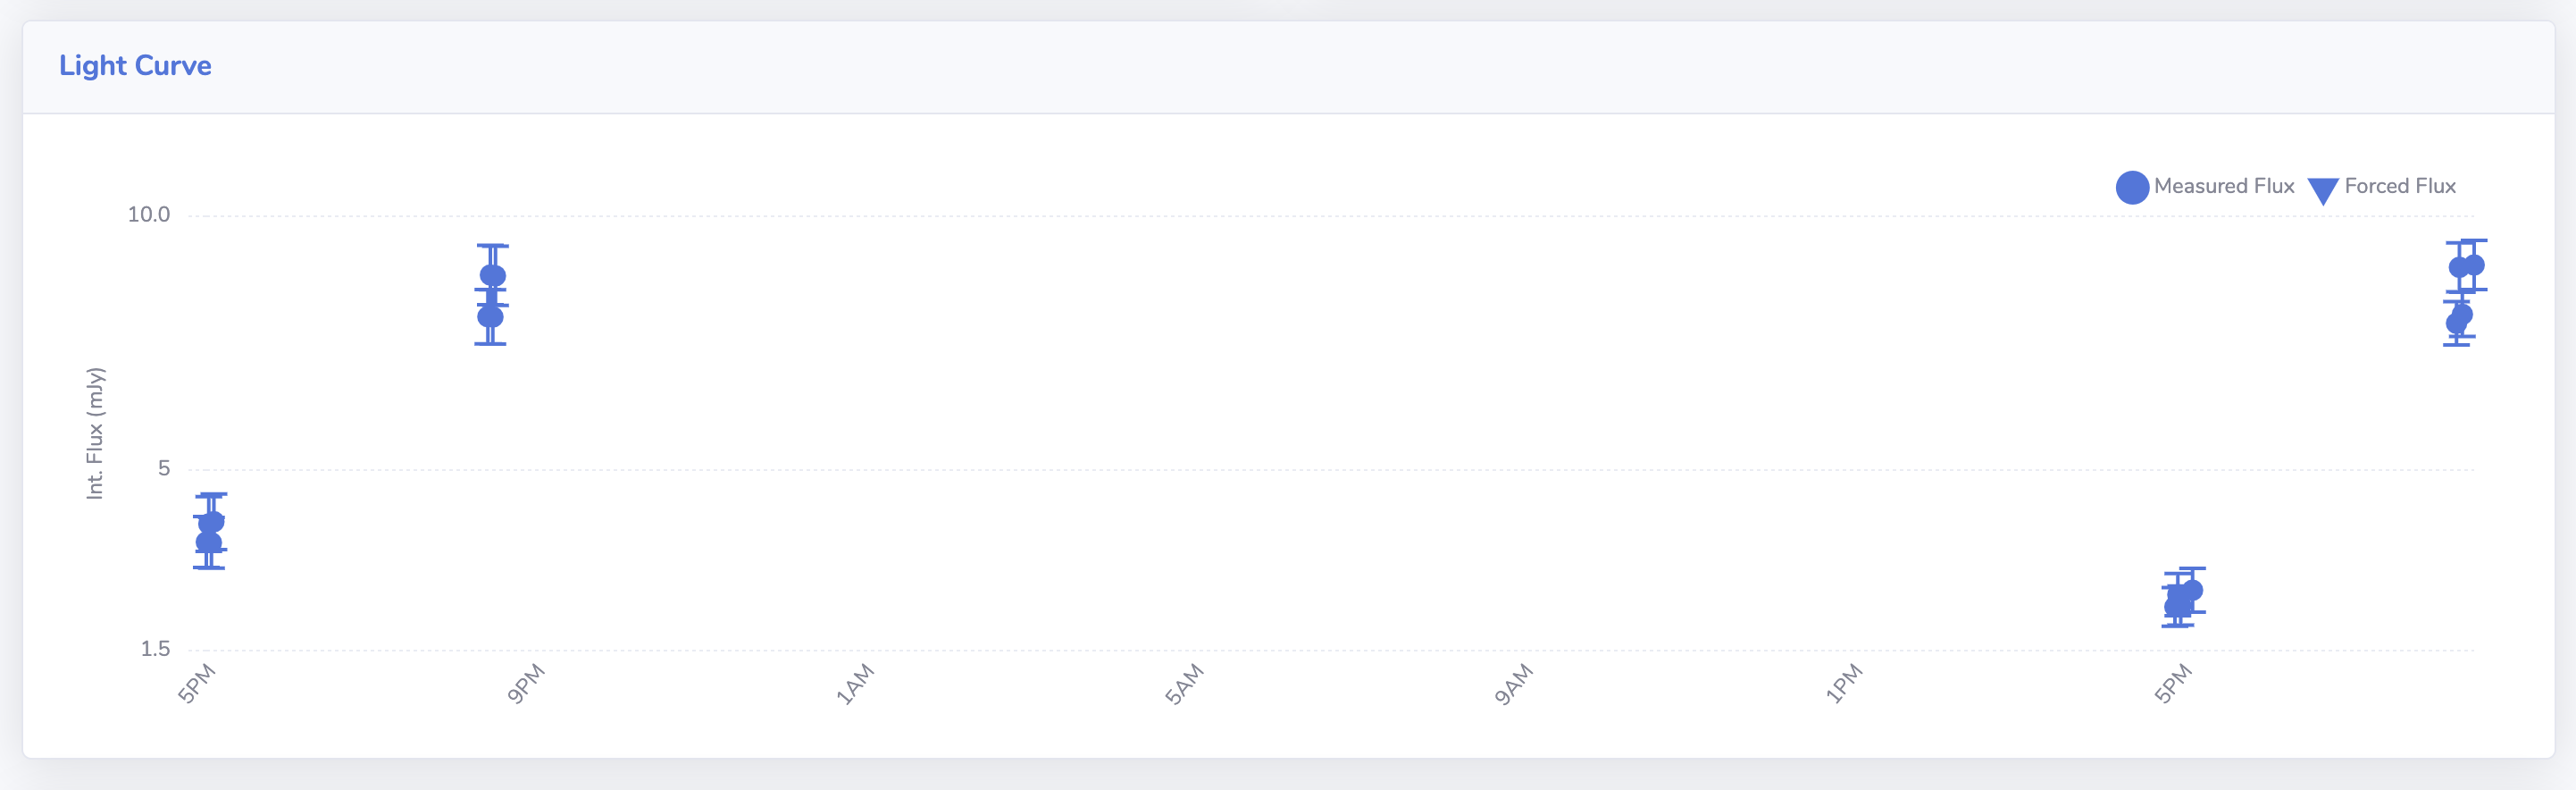 Light Curve
Measured Flux
Forced Flux
10.0
5
1.5
Int. Flux (mJy)
5PM
9PM
1AM
5AM
9AM
1PM
5PM